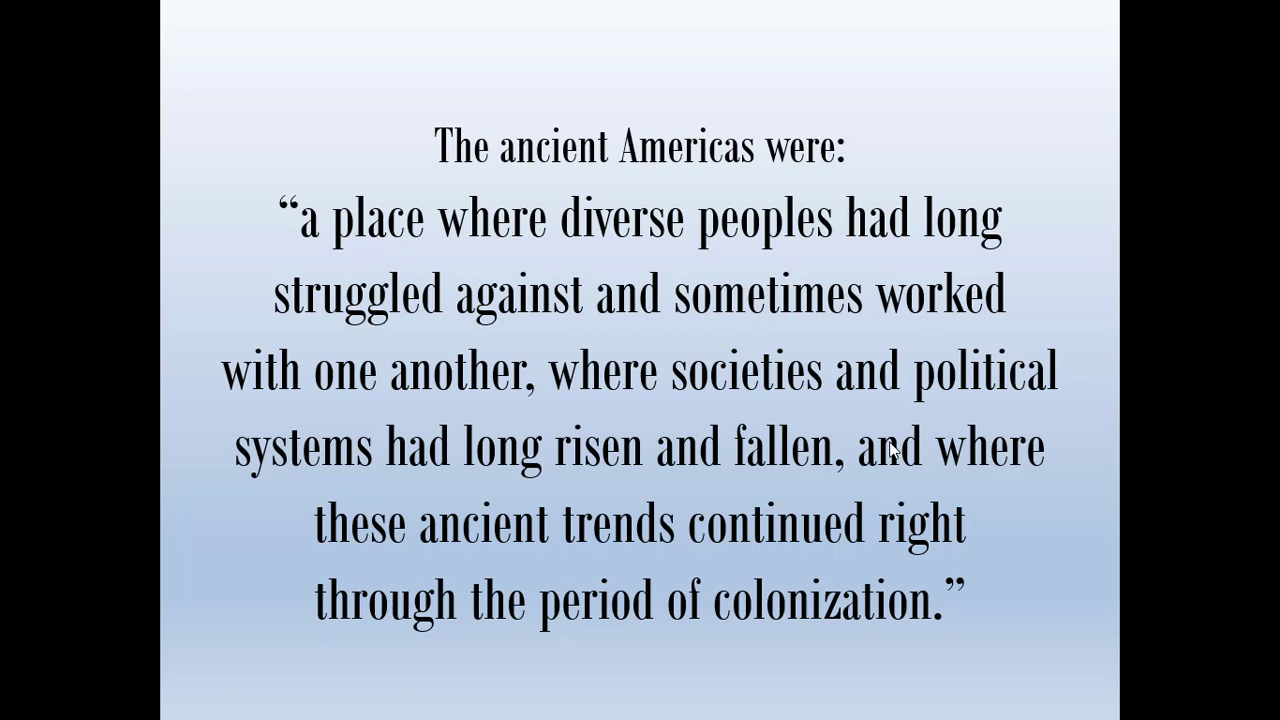 The ancient Americas were:
“a place where diverse peoples had long
struggled against and sometimes worked
with one another, where societies and political
systems had long risen and fallen, and where
these ancient trends continued right
through the period of colonization.”